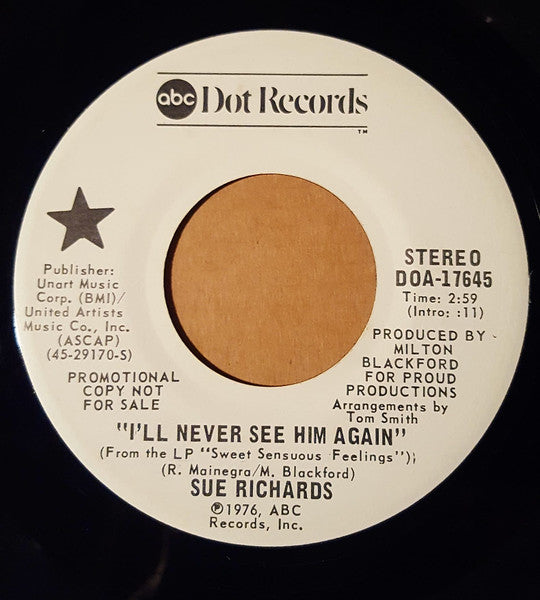 abc Dot Records
TM
Publisher:
Unart Music
Corp. (BMI)/
United Artists
Music Co., Inc.
(ASCAP)
(45-29170-S)
PROMOTIONAL
COPY NOT
FOR SALE
STEREO
DOA-17645
Time: 2:59
(Intro: :11)
PRODUCED BY
MILTON
BLACKFORD
FOR PROUD
PRODUCTIONS
Arrangements by
Tom Smith
"I'LL NEVER SEE HIM AGAIN"
(From the LP "Sweet Sensuous Feelings");
(R. Mainegra/M. Blackford)
SUE RICHARDS
℗1976, ABC
Records, Inc.